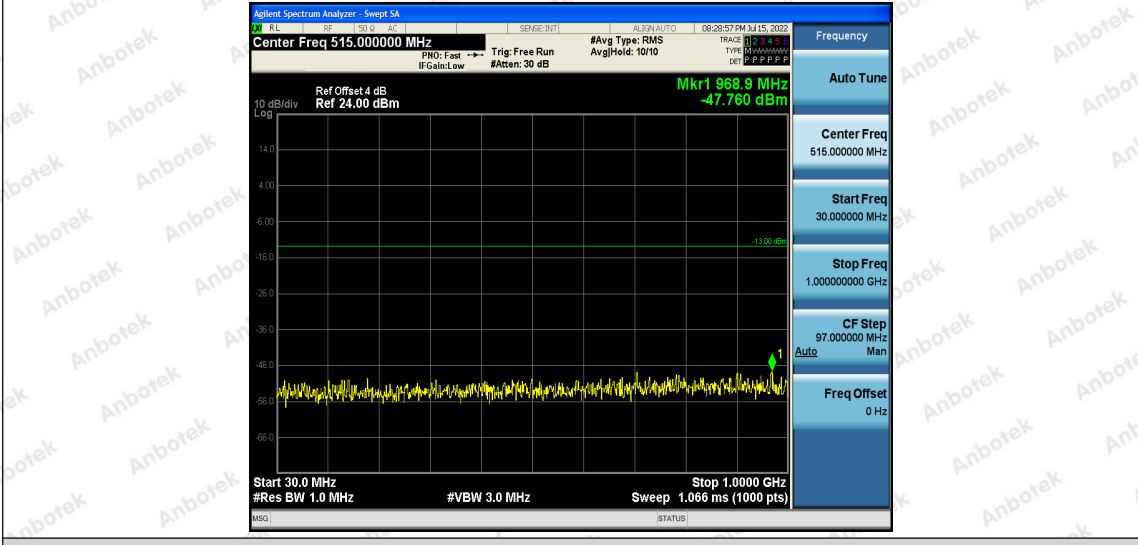 Agilent Spectrum Analyzer - Swept SA
LXI RL RF 50 Ω AC SENSE:INT ALIGN AUTO 08:28:57 PM Jul 15, 2022
Center Freq 515.000000 MHz
PNO: Fast
IFGain:Low
Trig: Free Run
#Atten: 30 dB
#Avg Type: RMS
Avg|Hold: 10/10
TRACE 1 2 3 4 5 6
TYPE M
DET P P P P P P
Mkr1 968.9 MHz
-47.760 dBm
Ref Offset 4 dB
10 dB/div Ref 24.00 dBm
Log
14.0
4.00
-6.00
-13.00 dBm
-16.0
-26.0
-36.0
1
-46.0
-56.0
-66.0
Start 30.0 MHz Stop 1.0000 GHz
#Res BW 1.0 MHz #VBW 3.0 MHz Sweep 1.066 ms (1000 pts)
MSG STATUS
Frequency
Auto Tune
Center Freq
515.000000 MHz
Start Freq
30.000000 MHz
Stop Freq
1.000000000 GHz
CF Step
97.000000 MHz
Auto Man
Freq Offset
0 Hz
Anbotek